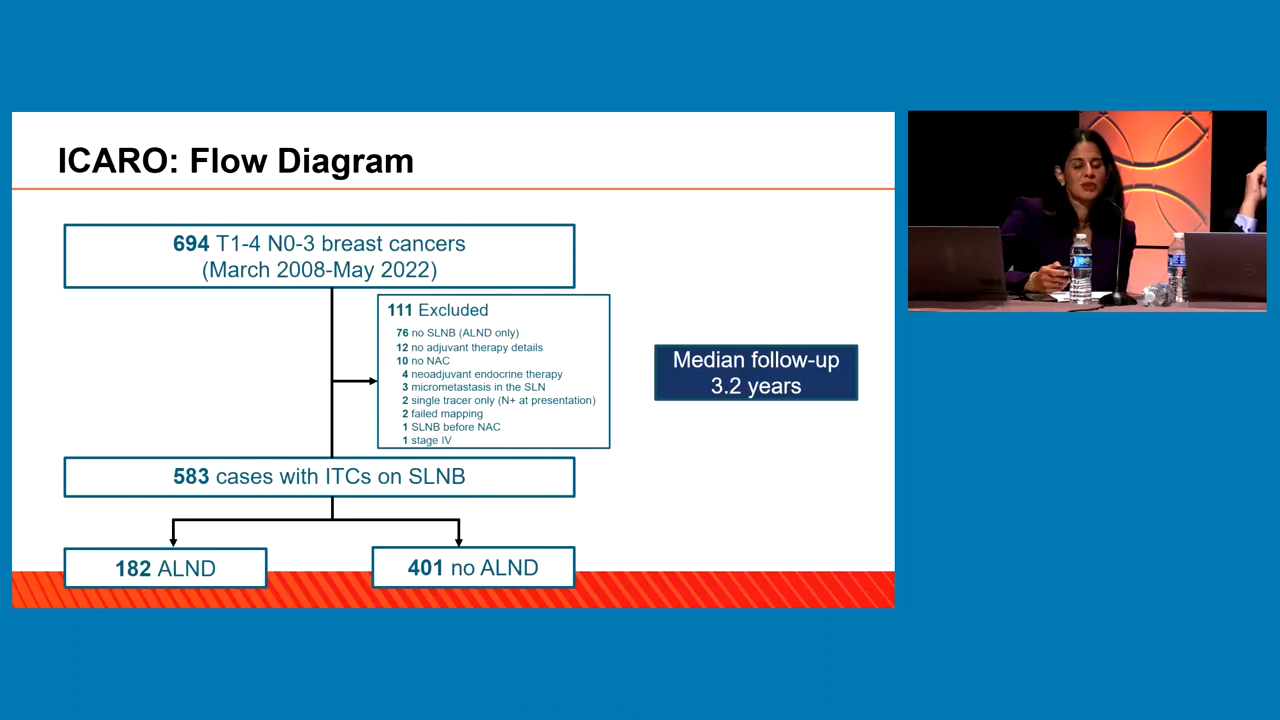 ICARO: Flow Diagram
694 T1-4 N0-3 breast cancers
(March 2008-May 2022)
111 Excluded
76 no SLNB (ALND only)
12 no adjuvant therapy details
10 no NAC
4 neoadjuvant endocrine therapy
3 micrometastasis in the SLN
2 single tracer only (N+ at presentation)
2 failed mapping
1 SLNB before NAC
1 stage IV
Median follow-up
3.2 years
583 cases with ITCs on SLNB
182 ALND
401 no ALND